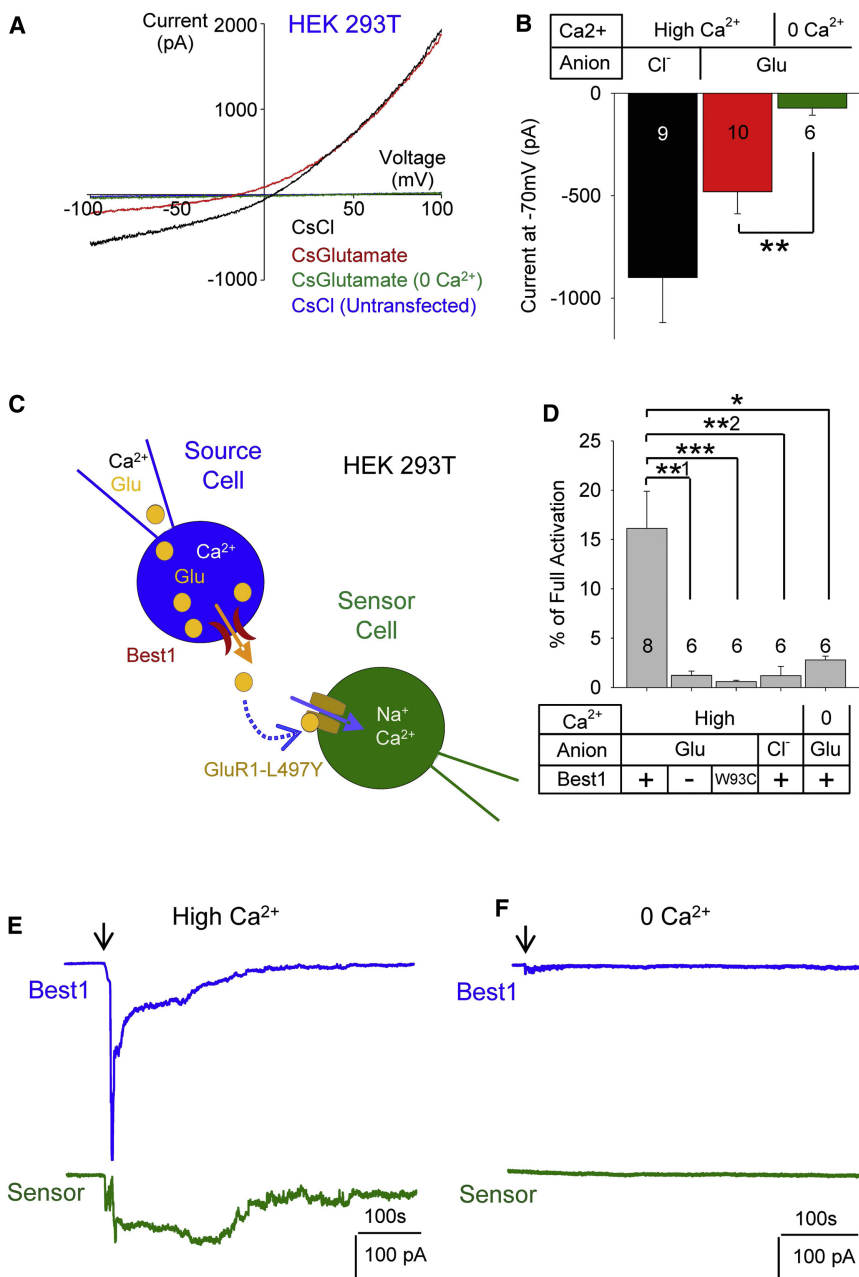 A
Current
(pA)
2000
HEK 293T
1000
Voltage
(mV)
-100
-50
50
100
-1000
CsCl
CsGlutamate
CsGlutamate (0 Ca²⁺)
CsCl (Untransfected)
B
Ca2+
High Ca²⁺
0 Ca²⁺
Anion
Cl⁻
Glu
Current at -70mV (pA)
0
-500
-1000
9
10
6
**
C
Ca²⁺
Glu
Source
Cell
HEK 293T
Ca²⁺
Glu
Best1
Sensor
Cell
Na⁺
Ca²⁺
GluR1-L497Y
D
% of Full Activation
25
20
15
10
5
0
*
**2
***
**1
8
6
6
6
6
Ca²⁺
High
0
Anion
Glu
Cl⁻
Glu
Best1
+
-
W93C
+
+
E
High Ca²⁺
Best1
Sensor
100s
100 pA
F
0 Ca²⁺
Best1
Sensor
100s
100 pA